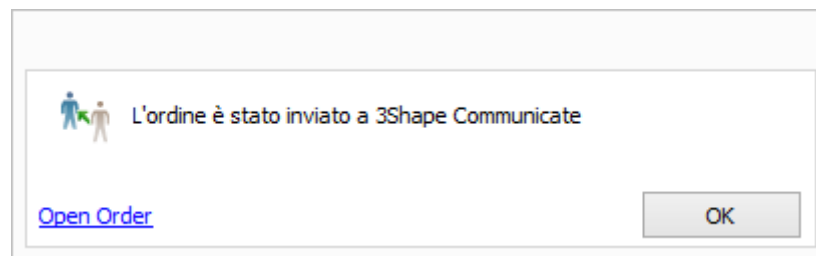 L'ordine è stato inviato a 3Shape Communicate
Open Order
OK